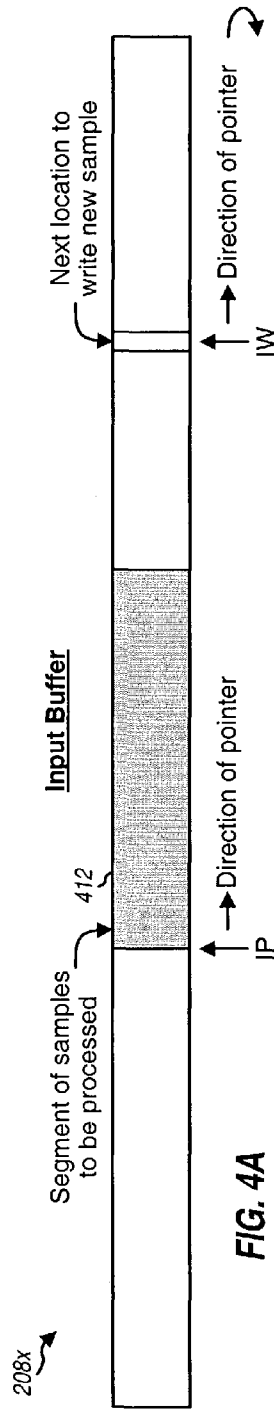 208x
Input Buffer
Segment of samples
to be processed
412
Next location to
write new sample
IP
Direction of pointer
IW
Direction of pointer
FIG. 4A